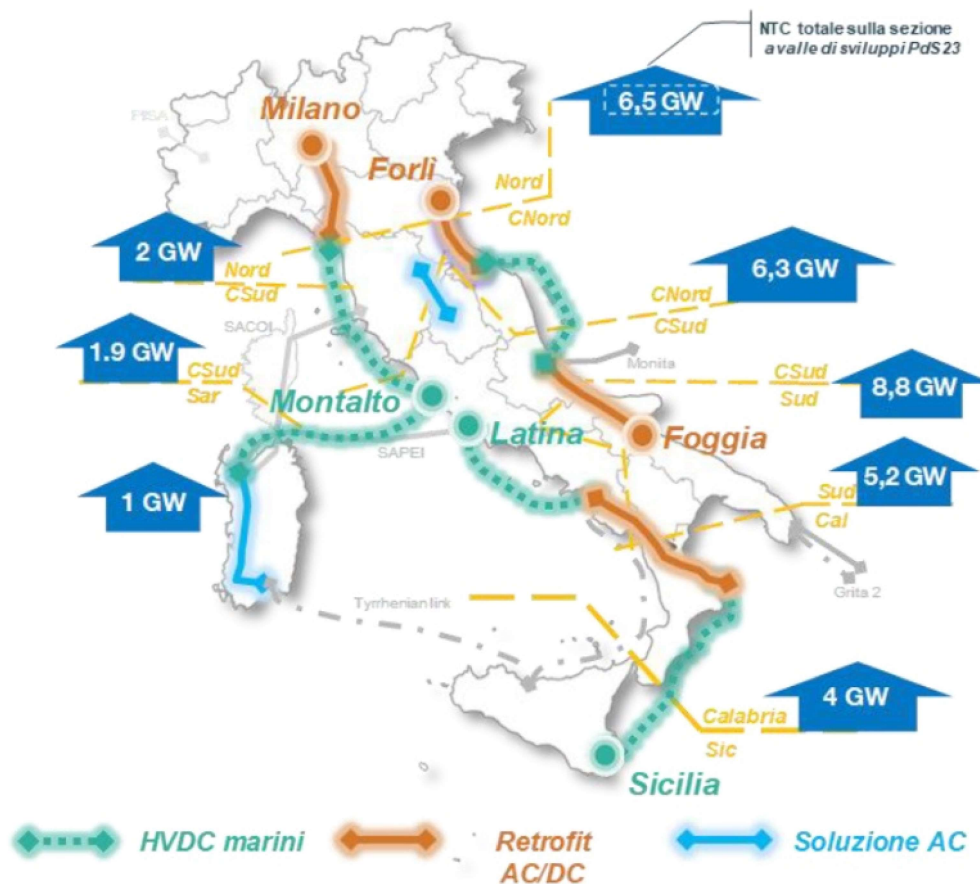 NTC totale sulla sezione
a valle di sviluppi PdS23
6,5 GW
Milano
PISA
Forlì
Nord
CNord
2 GW
Nord
CSud
6,3 GW
CNord
CSud
SACOI
1.9 GW
CSud
Sar
Monita
CSud
Sud
8,8 GW
Montalto
Latina
Foggia
SAPEI
1 GW
5,2 GW
Sud
Cal
Grita 2
Tyrrhenian link
4 GW
Calabria
Sic
Sicilia
HVDC marini
Retrofit
AC/DC
Soluzione AC